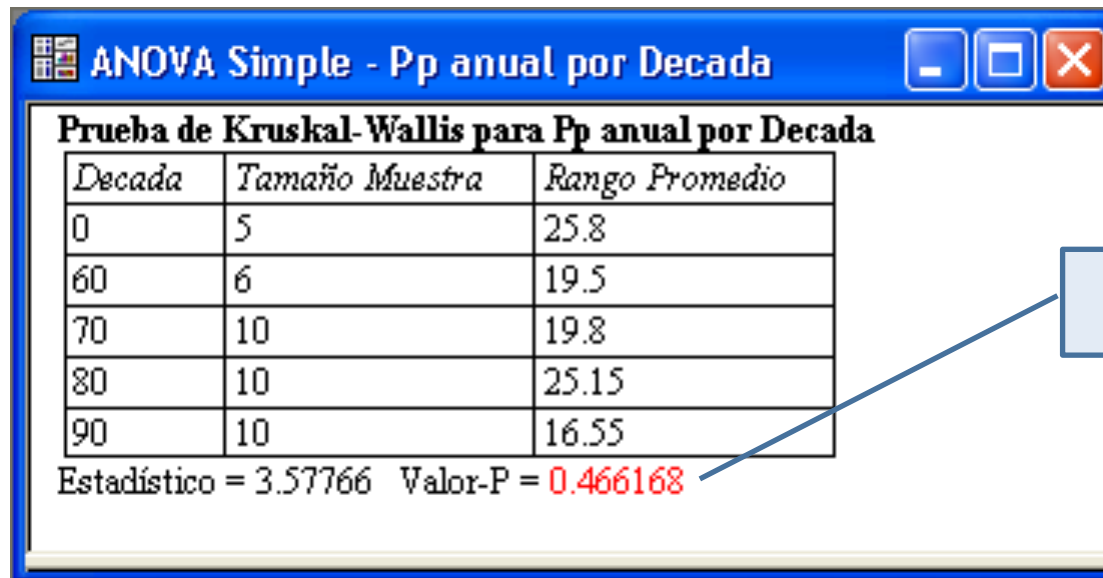 ANOVA Simple - Pp anual por Decada
Prueba de Kruskal-Wallis para Pp anual por Decada
Decada Tamaño Muestra Rango Promedio
0 5 25.8
60 6 19.5
70 10 19.8
80 10 25.15
90 10 16.55
Estadístico = 3.57766 Valor-P = 0.466168